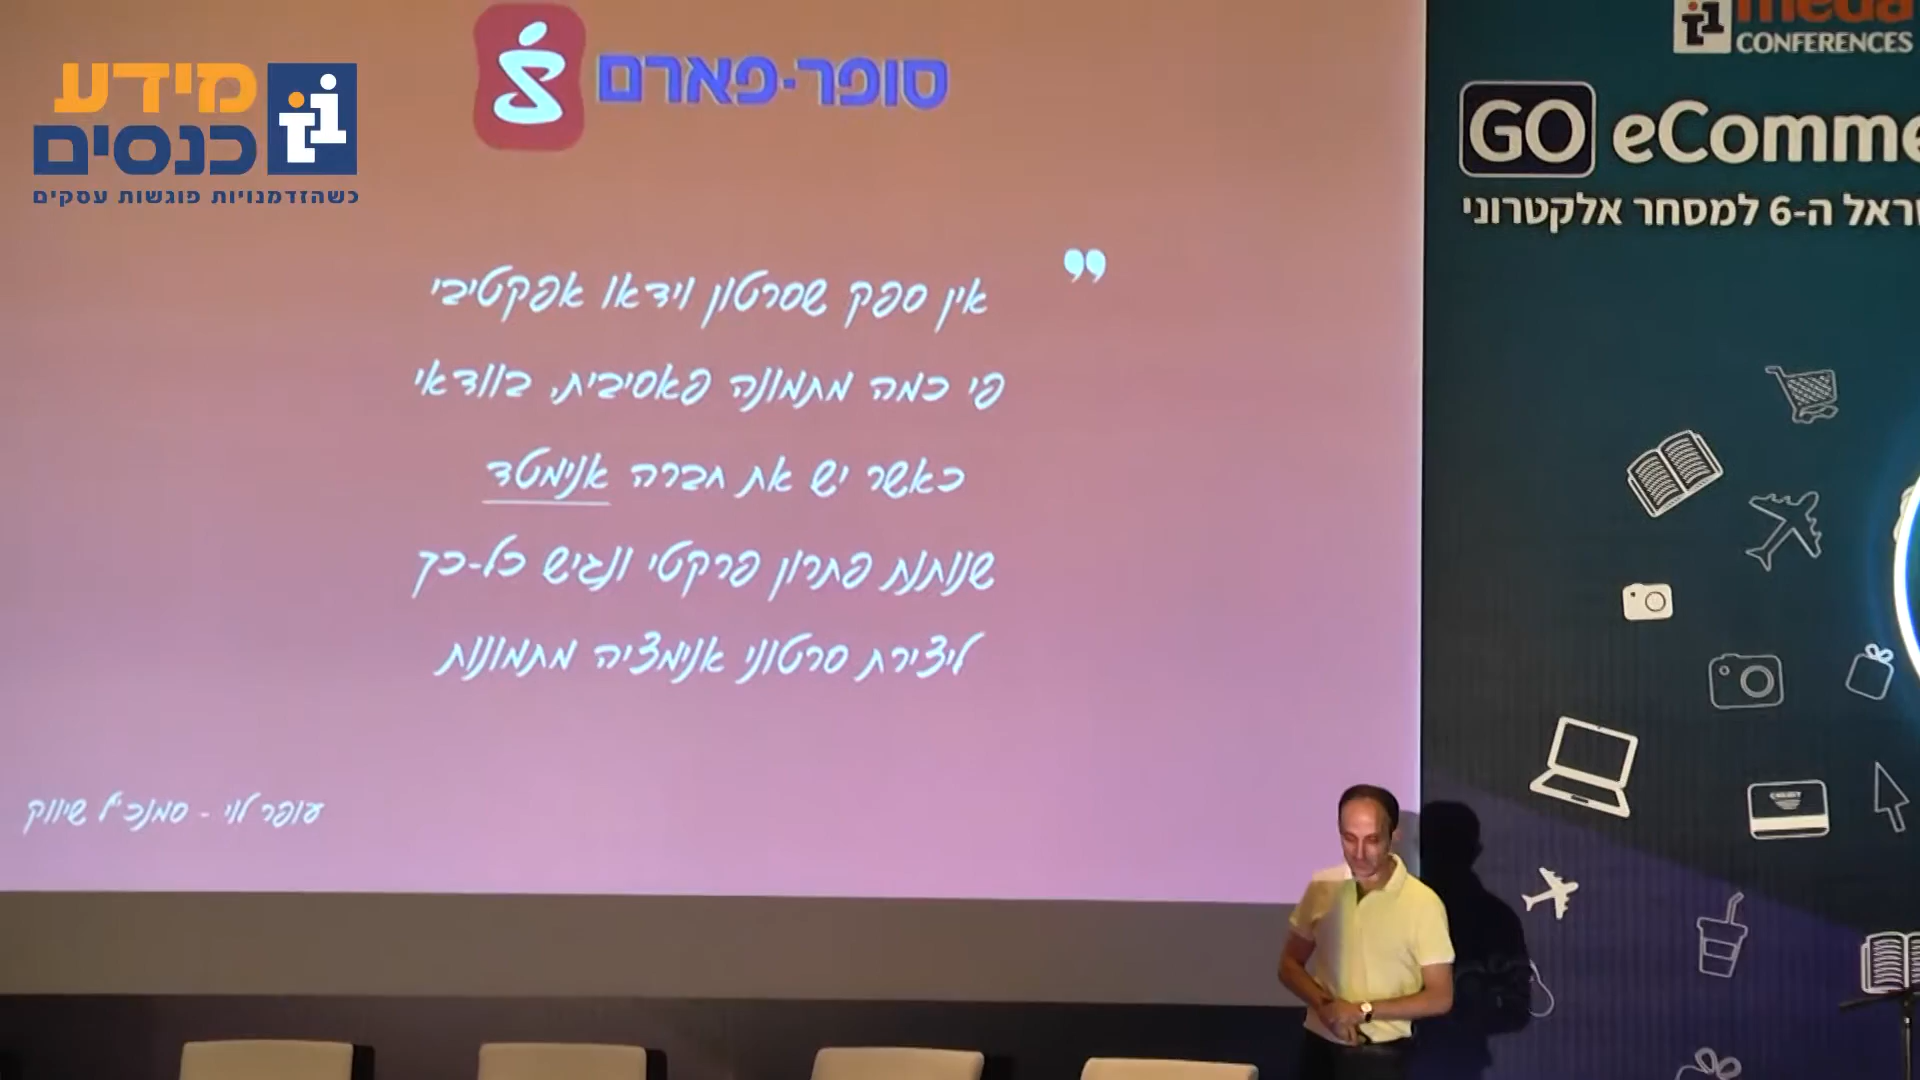 מידע
כנסים
כשהזדמנויות פוגשות עסקים
סופר-פארם
”
אין ספק שסרטון וידאו אפקטיבי
פי כמה מתמונה פאסיבית, בוודאי
כאשר יש את חברה אנימטד
שנותנת פתרון פרקטי ונגיש כל-כך
ליצירת סרטוני אנימציה מתמונות
עופר לוי - סמנכ״ל שיווק
CONFERENCES
GO eComme
ראל ה-6 למסחר אלקטרוני